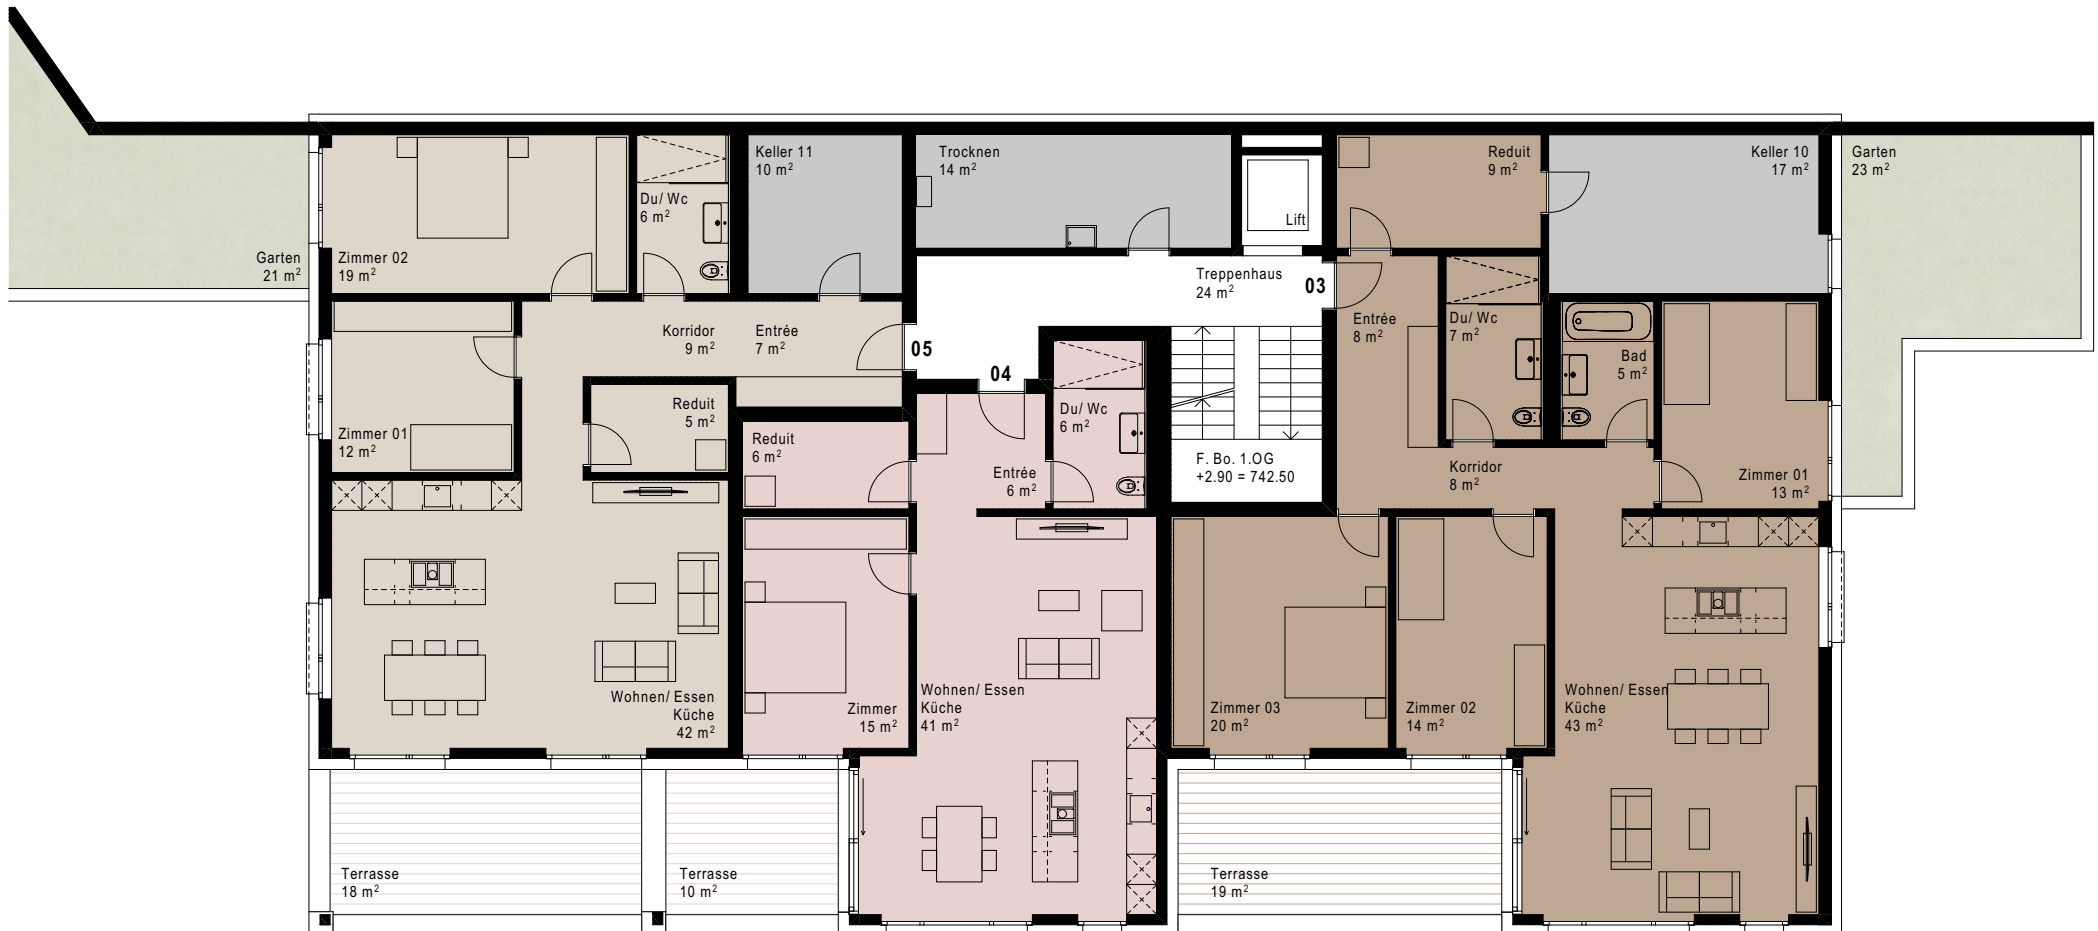 Keller 11
10 m²
Trocknen
14 m²
Reduit
9 m²
Keller 10
17 m²
Garten
23 m²
Du/ Wc
6 m²
Lift
Garten
21 m²
Zimmer 02
19 m²
Treppenhaus
24 m²
03
Korridor
9 m²
Entrée
7 m²
05
04
Entrée
8 m²
Du/ Wc
7 m²
Bad
5 m²
Zimmer 01
12 m²
Reduit
5 m²
Reduit
6 m²
Du/ Wc
6 m²
Entrée
6 m²
F. Bo. 1.OG
+2.90 = 742.50
Korridor
8 m²
Zimmer 01
13 m²
Wohnen/ Essen
Küche
42 m²
Zimmer
15 m²
Wohnen/ Essen
Küche
41 m²
Zimmer 03
20 m²
Zimmer 02
14 m²
Wohnen/ Essen
Küche
43 m²
Terrasse
18 m²
Terrasse
10 m²
Terrasse
19 m²